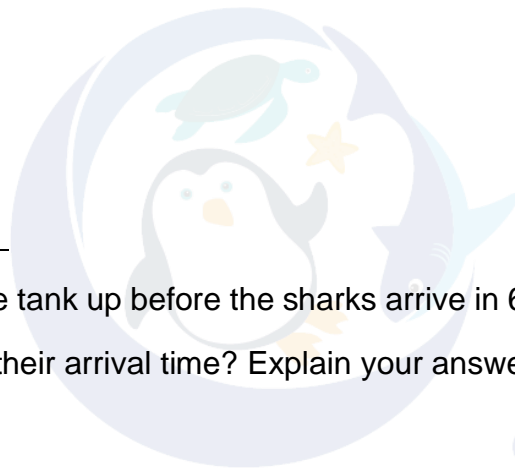 e tank up before the sharks arrive in 6
their arrival time? Explain your answe